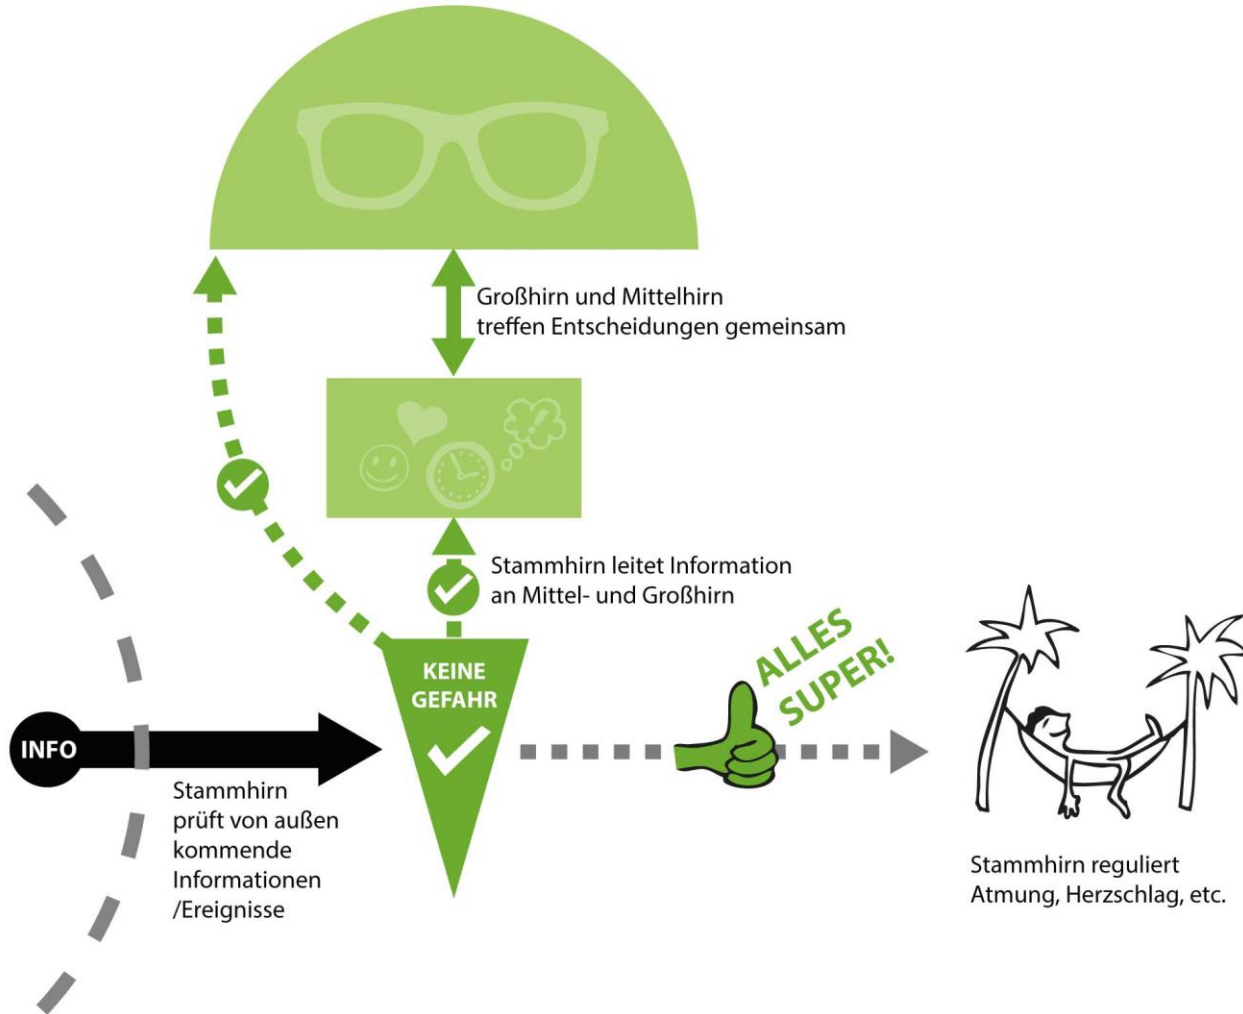 Großhirn und Mittelhirn
treffen Entscheidungen gemeinsam
Stammhirn leitet Information
an Mittel- und Großhirn
KEINE
GEFAHR
ALLES
SUPER!
INFO
Stammhirn
prüft von außen
kommende
Informationen
/Ereignisse
Stammhirn reguliert
Atmung, Herzschlag, etc.